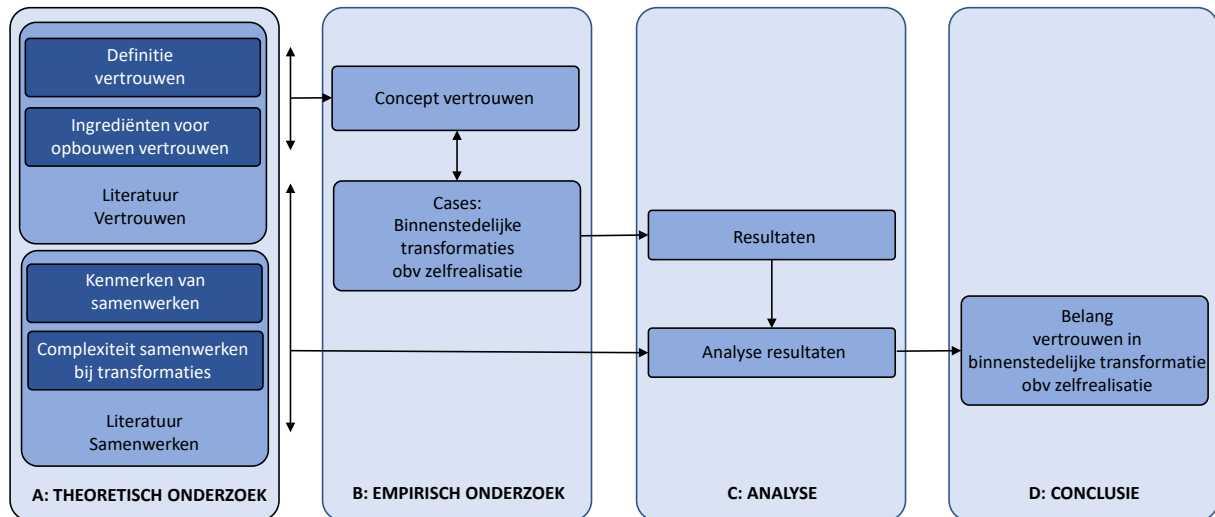 Definitie
vertrouwen
Ingrediënten voor
opbouwen vertrouwen
Literatuur
Vertrouwen
Kenmerken van
samenwerken
Complexiteit samenwerken
bij transformaties
Literatuur
Samenwerken
A: THEORETISCH ONDERZOEK
Concept vertrouwen
Cases:
Binnenstedelijke
transformaties
obv zelfrealisatie
B: EMPIRISCH ONDERZOEK
Resultaten
Analyse resultaten
C: ANALYSE
Belang
vertrouwen in
binnenstedelijke transformatie
obv zelfrealisatie
D: CONCLUSIE